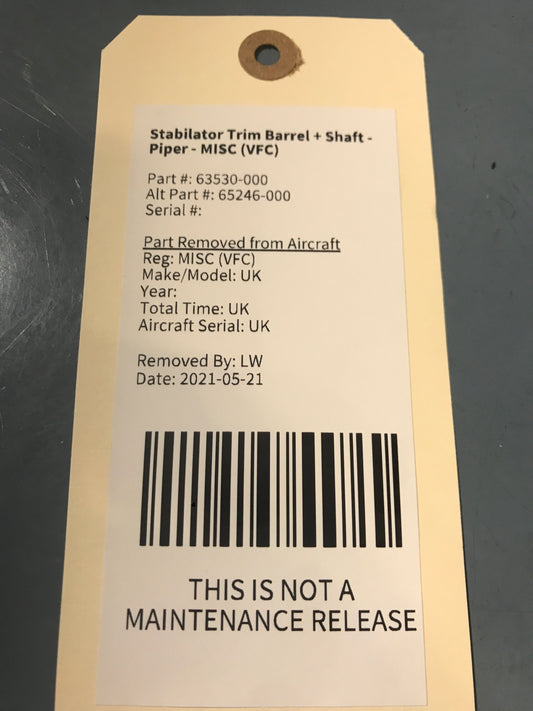 Stabilator Trim Barrel + Shaft -
Piper - MISC (VFC)
Part #: 63530-000
Alt Part #: 65246-000
Serial #:
Part Removed from Aircraft
Reg: MISC (VFC)
Make/Model: UK
Year:
Total Time: UK
Aircraft Serial: UK
Removed By: LW
Date: 2021-05-21
THIS IS NOT A
MAINTENANCE RELEASE